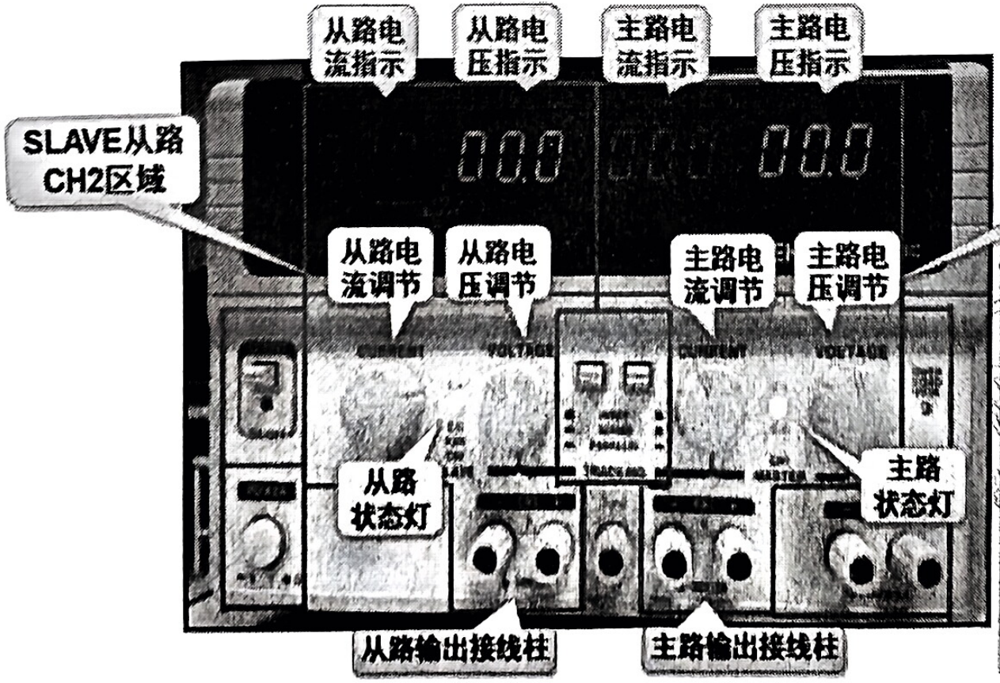 从路电
流指示
从路电
压指示
主路电
流指示
主路电
压指示
00.0
00.0
SLAVE从路
CH2区域
从路电
流调节
从路电
压调节
主路电
流调节
主路电
压调节
CURRENT
VOLTAGE
CURRENT
VOLTAGE
TRACKING
MASTER
从路
状态灯
主路
状态灯
从路输出接线柱
主路输出接线柱